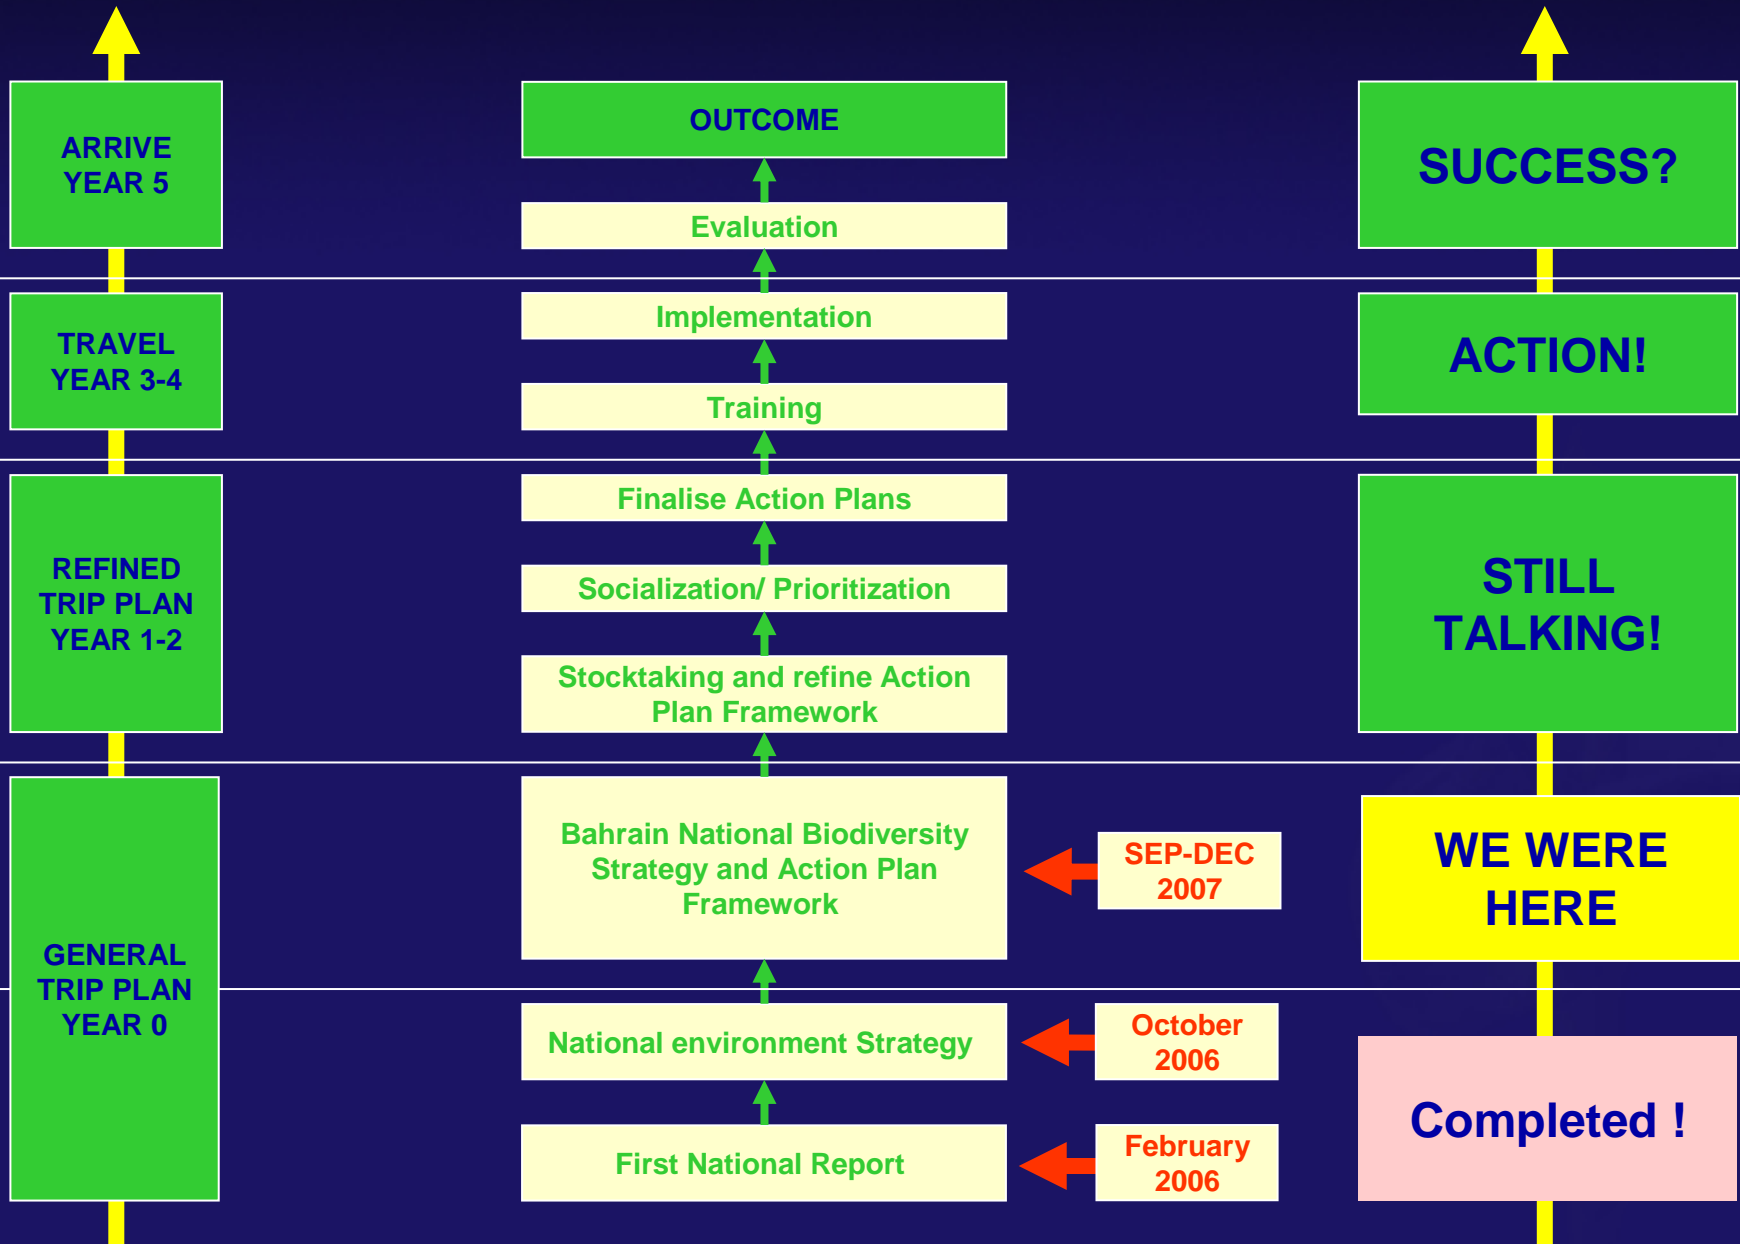 ARRIVE
YEAR 5
OUTCOME
Evaluation
SUCCESS?
TRAVEL
YEAR 3-4
Implementation
Training
ACTION!
REFINED
TRIP PLAN
YEAR 1-2
Finalise Action Plans
Socialization/ Prioritization
Stocktaking and refine Action
Plan Framework
STILL
TALKING!
GENERAL
TRIP PLAN
YEAR 0
Bahrain National Biodiversity
Strategy and Action Plan
Framework
SEP-DEC
2007
WE WERE
HERE
National environment Strategy
October
2006
First National Report
February
2006
Completed !